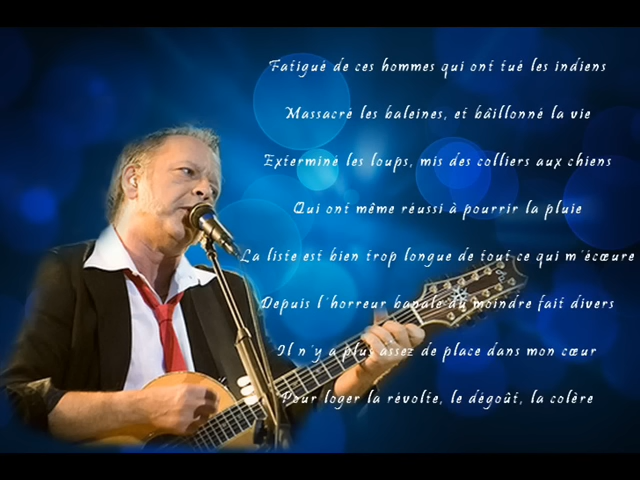 Fatigué de ces hommes qui ont tué les indiens
Massacré les baleines, et bâillonné la vie
Exterminé les loups, mis des colliers aux chiens
Qui ont même réussi à pourrir la pluie
La liste est bien trop longue de tout ce qui m'écœure
Depuis l'horreur banale du moindre fait divers
Il n'y a plus assez de place dans mon cœur
Pour loger la révolte, le dégoût, la colère